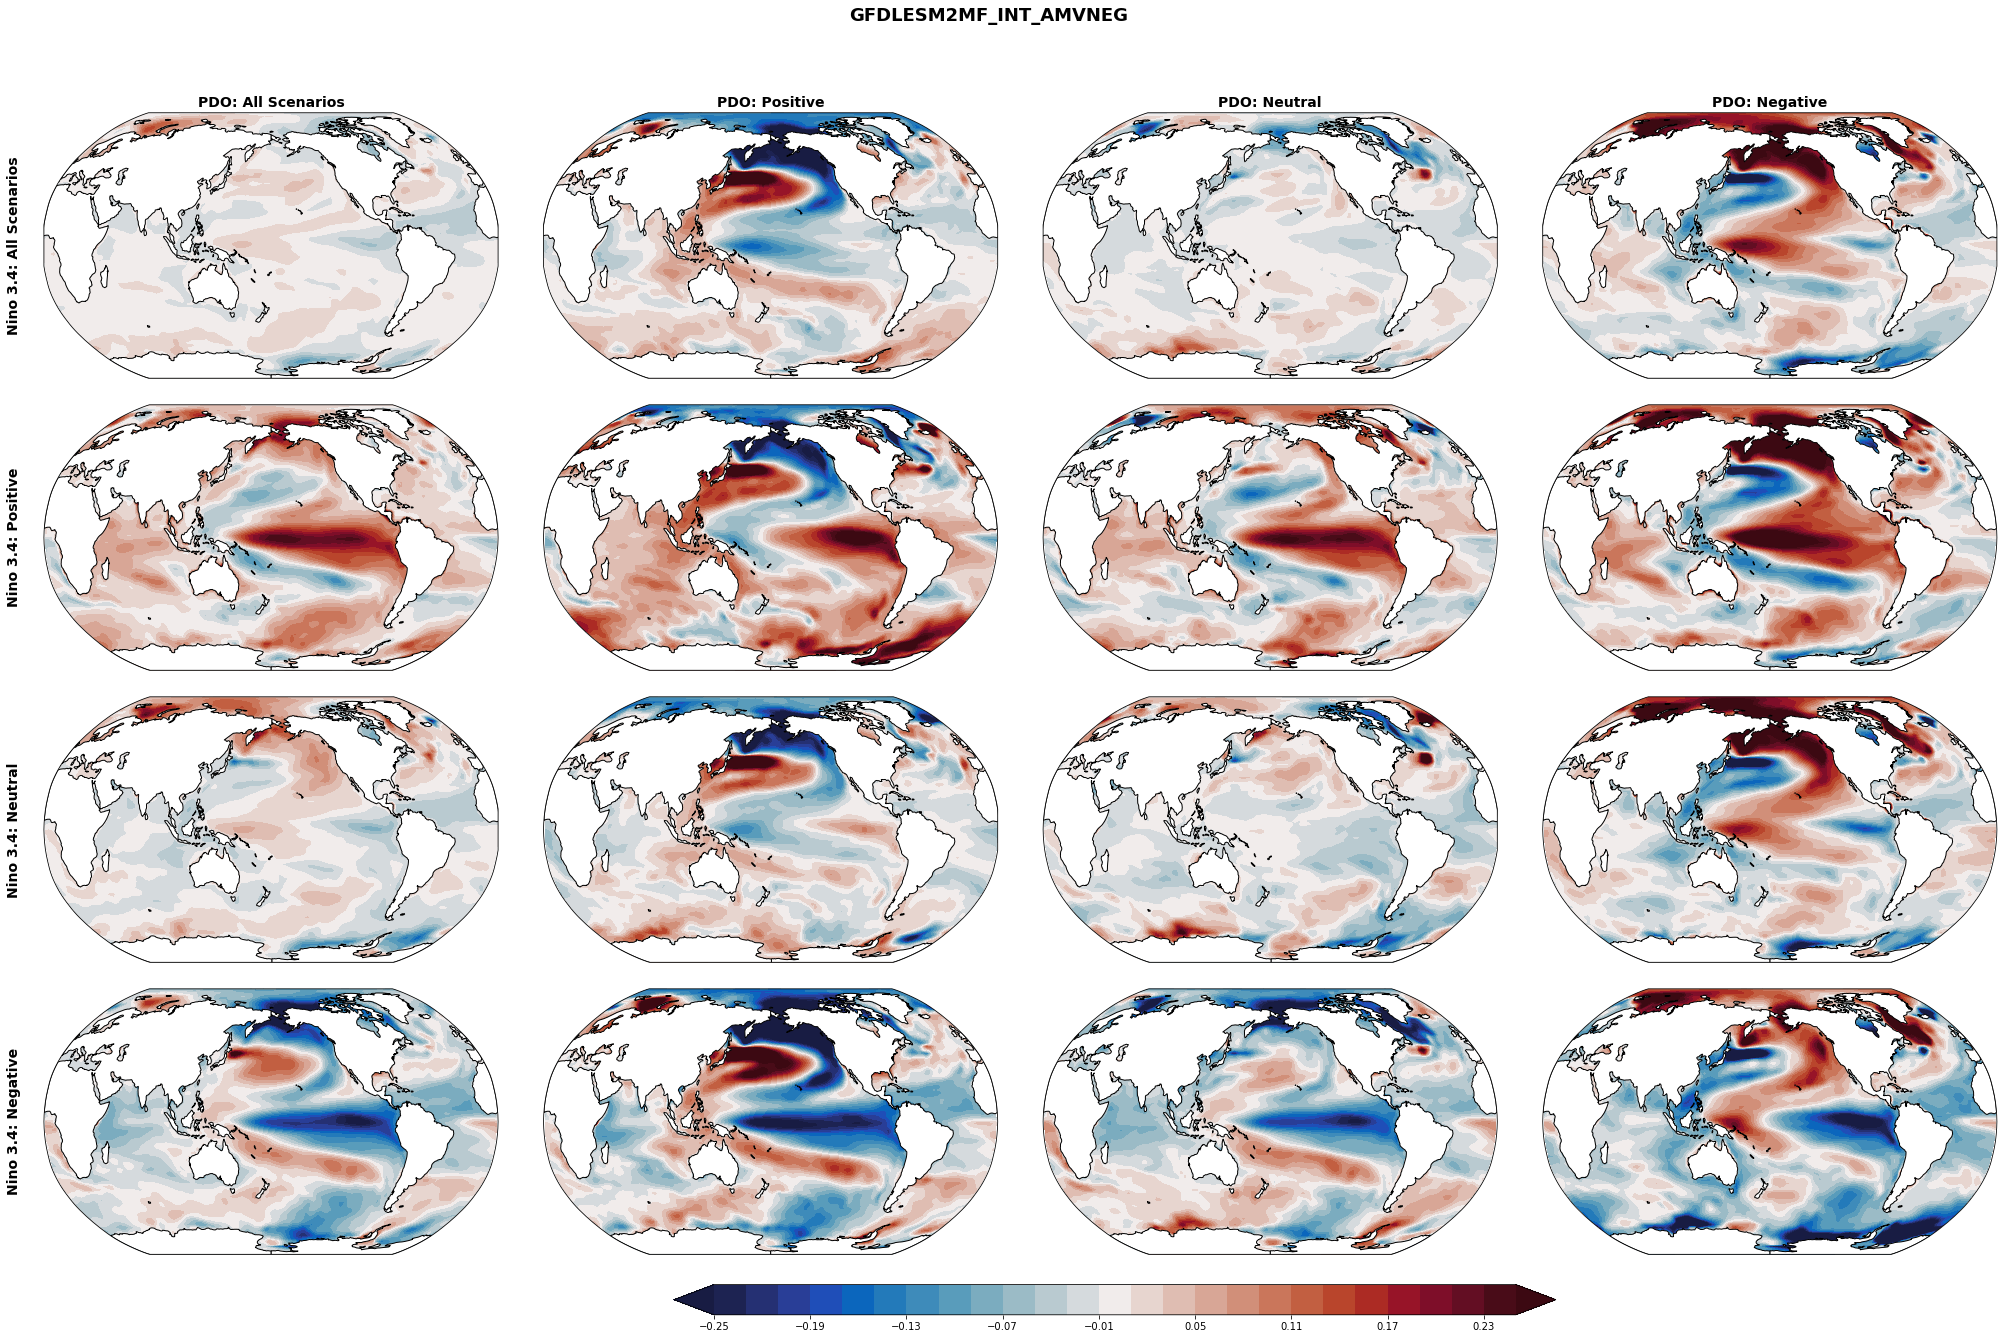 GFDLESM2MF_INT_AMVNEG
PDO: All Scenarios
PDO: Positive
PDO: Neutral
PDO: Negative
Nino 3.4: All Scenarios
Nino 3.4: Positive
Nino 3.4: Neutral
Nino 3.4: Negative
−0.25 −0.19 −0.13 −0.07 −0.01 0.05 0.11 0.17 0.23